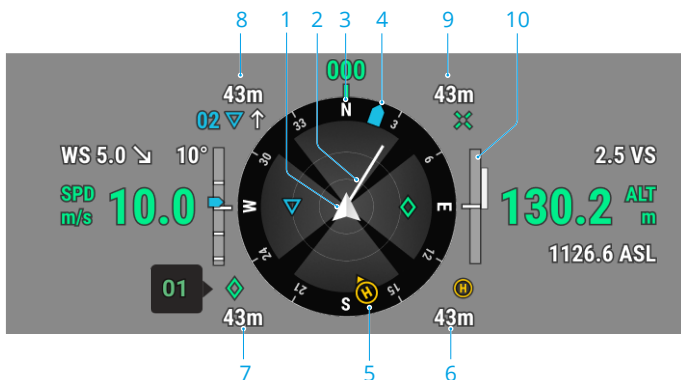 8 1 2 3 4 9 10
000
43m 43m
02
N
33 3
30 6
WS 5.0 10° 2.5 VS
SPD m/s 10.0 130.2 ALT m
W E
1126.6 ASL
24 12
01
21 15
S
H H
43m 43m
7 5 6